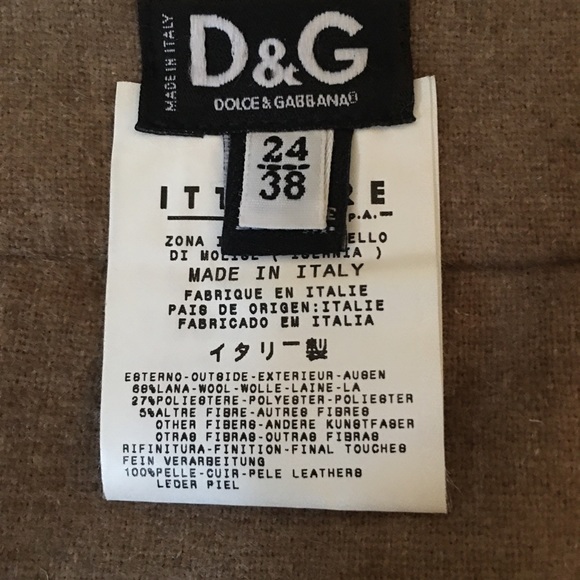 MADE IN ITALY
D&G
DOLCE & GABBANA
24
38
ITT RE
P.A.
ZONA I ELLO
DI MOLISE ( ISERNIA )
MADE IN ITALY
FABRIQUE EN ITALIE
PAIS DE ORIGEN:ITALIE
FABRICADO EM ITALIA
イタリー製
ESTERNO-OUTSIDE-EXTERIEUR-AUSEN
68%LANA-WOOL-WOLLE-LAINE-LA
27%POLIESTERE-POLYESTER-POLIESTER
5%ALTRE FIBRE-AUTRES FIBRES
OTHER FIBERS-ANDERE KUNSTFASER
OTRAS FIBRAS-OUTRAS FIBRAS
RIFINITURA-FINITION-FINAL TOUCHES
FEIN VERARBEITUNG
100%PELLE-CUIR-PELE LEATHERS
LEDER PIEL